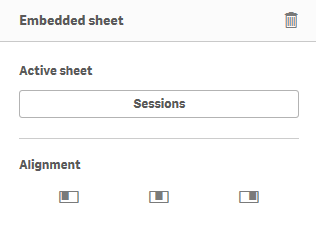 Embedded sheet
Active sheet
Sessions
Alignment